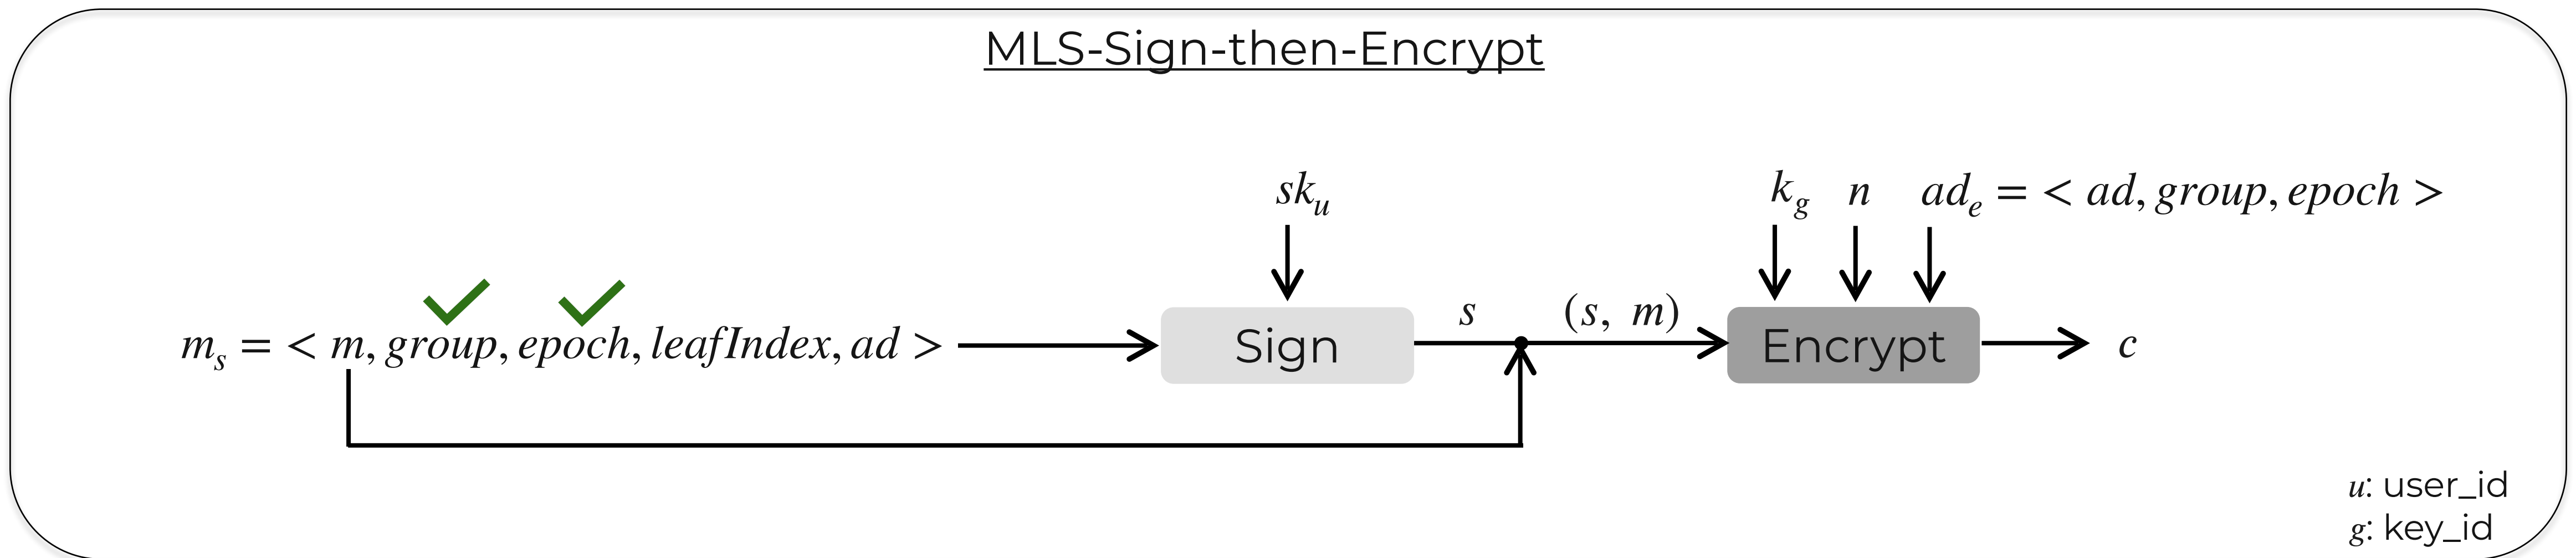 MLS-Sign-then-Encrypt
sk_u
k_g n ad_e = < ad, group, epoch >
m_s = < m, group, epoch, leafIndex, ad > Sign s (s, m) Encrypt c
u: user_id
g: key_id